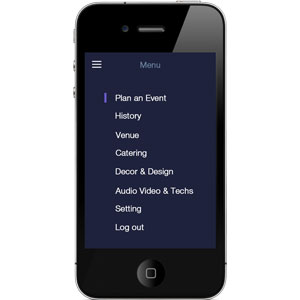 Menu
Plan an Event
History
Venue
Catering
Decor & Design
Audio Video & Techs
Setting
Log out